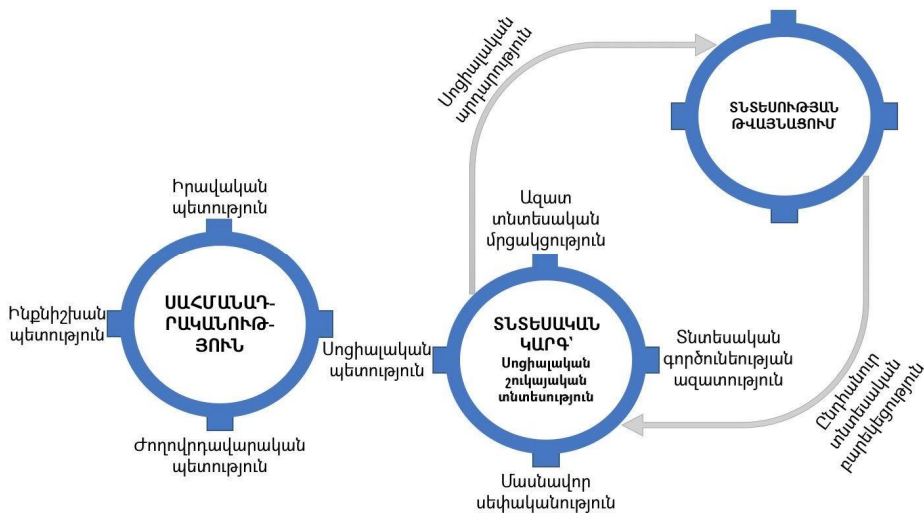 Սոցիալական
արդարություն
ՏՆՏԵՍՈՒԹՅԱՆ
ԹՎԱՅՆԱՑՈՒՄ
Իրավական
պետություն
Ազատ
տնտեսական
մրցակցություն
ՍԱՀՄԱՆԱԴ-
ՐԱԿԱՆՈՒԹ-
ՅՈՒՆ
Ինքնիշխան
պետություն
Սոցիալական
պետություն
ՏՆՏԵՍԱԿԱՆ
ԿԱՐԳ՝
Սոցիալական
շուկայական
տնտեսություն
Տնտեսական
գործունեության
ազատություն
Ընդհանուր
տնտեսական
բարեկեցություն
Ժողովրդավարական
պետություն
Մասնավոր
սեփականություն